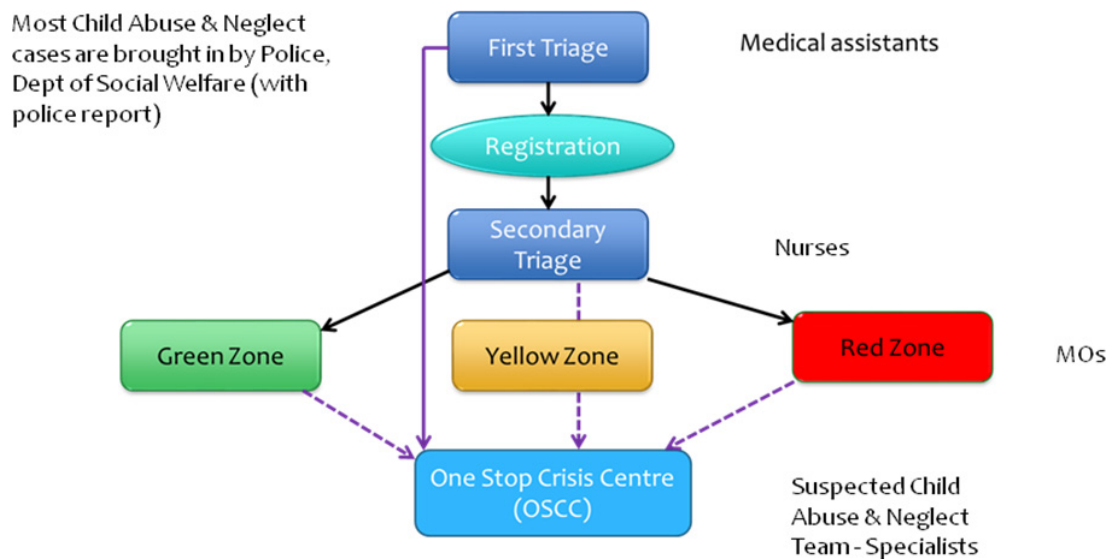 Most Child Abuse & Neglect
cases are brought in by Police,
Dept of Social Welfare (with
police report)
First Triage
Medical assistants
Registration
Secondary
Triage
Nurses
Green Zone
Yellow Zone
Red Zone
MOs
One Stop Crisis Centre
(OSCC)
Suspected Child
Abuse & Neglect
Team - Specialists